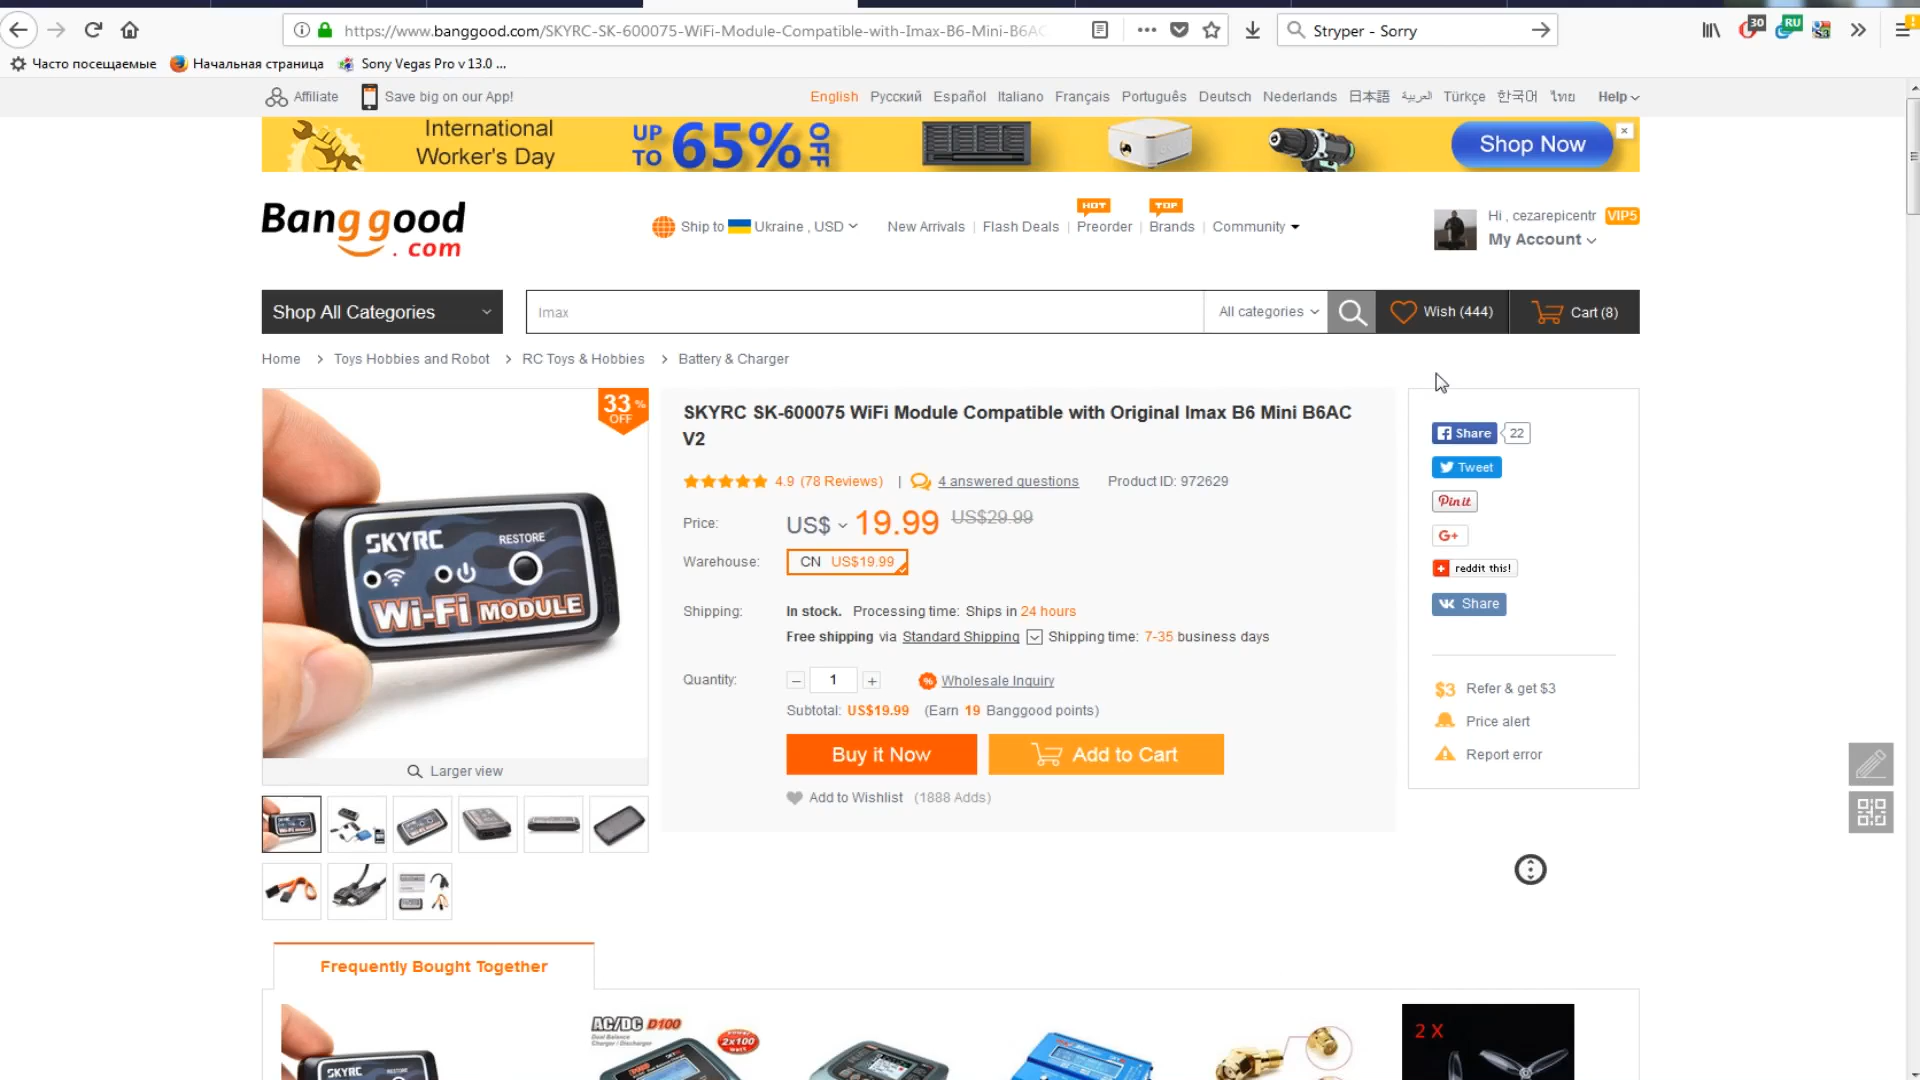 https://www.banggood.com/SKYRC-SK-600075-WiFi-Module-Compatible-with-Imax-B6-Mini-B6AC
Stryper - Sorry
30
RU
Часто посещаемые
Начальная страница
Sony Vegas Pro v 13.0 ...
Affiliate
Save big on our App!
English Русский Español Italiano Français Português Deutsch Nederlands 日本語 العربية Türkçe 한국어 ไทย Help
International
Worker's Day
UP TO 65% OFF
Shop Now
Banggood
.com
Ship to Ukraine , USD
New Arrivals | Flash Deals | Preorder | Brands | Community
HOT
TOP
Hi , cezarepicentr VIP5
My Account
Shop All Categories
Imax
All categories
Wish (444)
Cart (8)
Home > Toys Hobbies and Robot > RC Toys & Hobbies > Battery & Charger
33% OFF
SKYRC
RESTORE
Wi-Fi MODULE
Larger view
SKYRC SK-600075 WiFi Module Compatible with Original Imax B6 Mini B6AC
V2
4.9 (78 Reviews) | 4 answered questions Product ID: 972629
Price: US$ 19.99 US$29.99
Warehouse: CN US$19.99
Shipping: In stock. Processing time: Ships in 24 hours
Free shipping via Standard Shipping Shipping time: 7-35 business days
Quantity: − 1 + Wholesale Inquiry
Subtotal: US$19.99 (Earn 19 Banggood points)
Buy it Now
Add to Cart
Add to Wishlist (1888 Adds)
Share 22
Tweet
Pin it
G+
reddit this!
Share
$3 Refer & get $3
Price alert
Report error
Frequently Bought Together
SKYRC
AC/DC D100
Dual Balance
Charger / Discharger
2x100
2 X